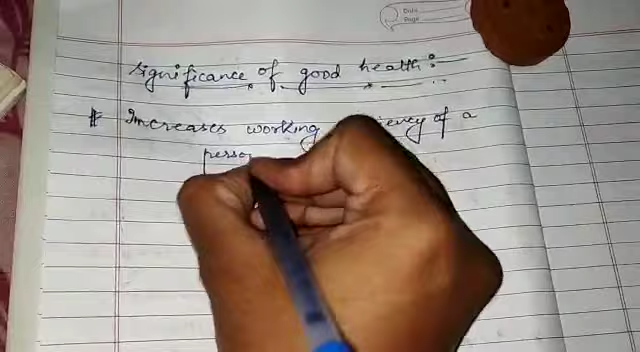 Date
Page
Significance of good health :-
# Increases working of a
perso